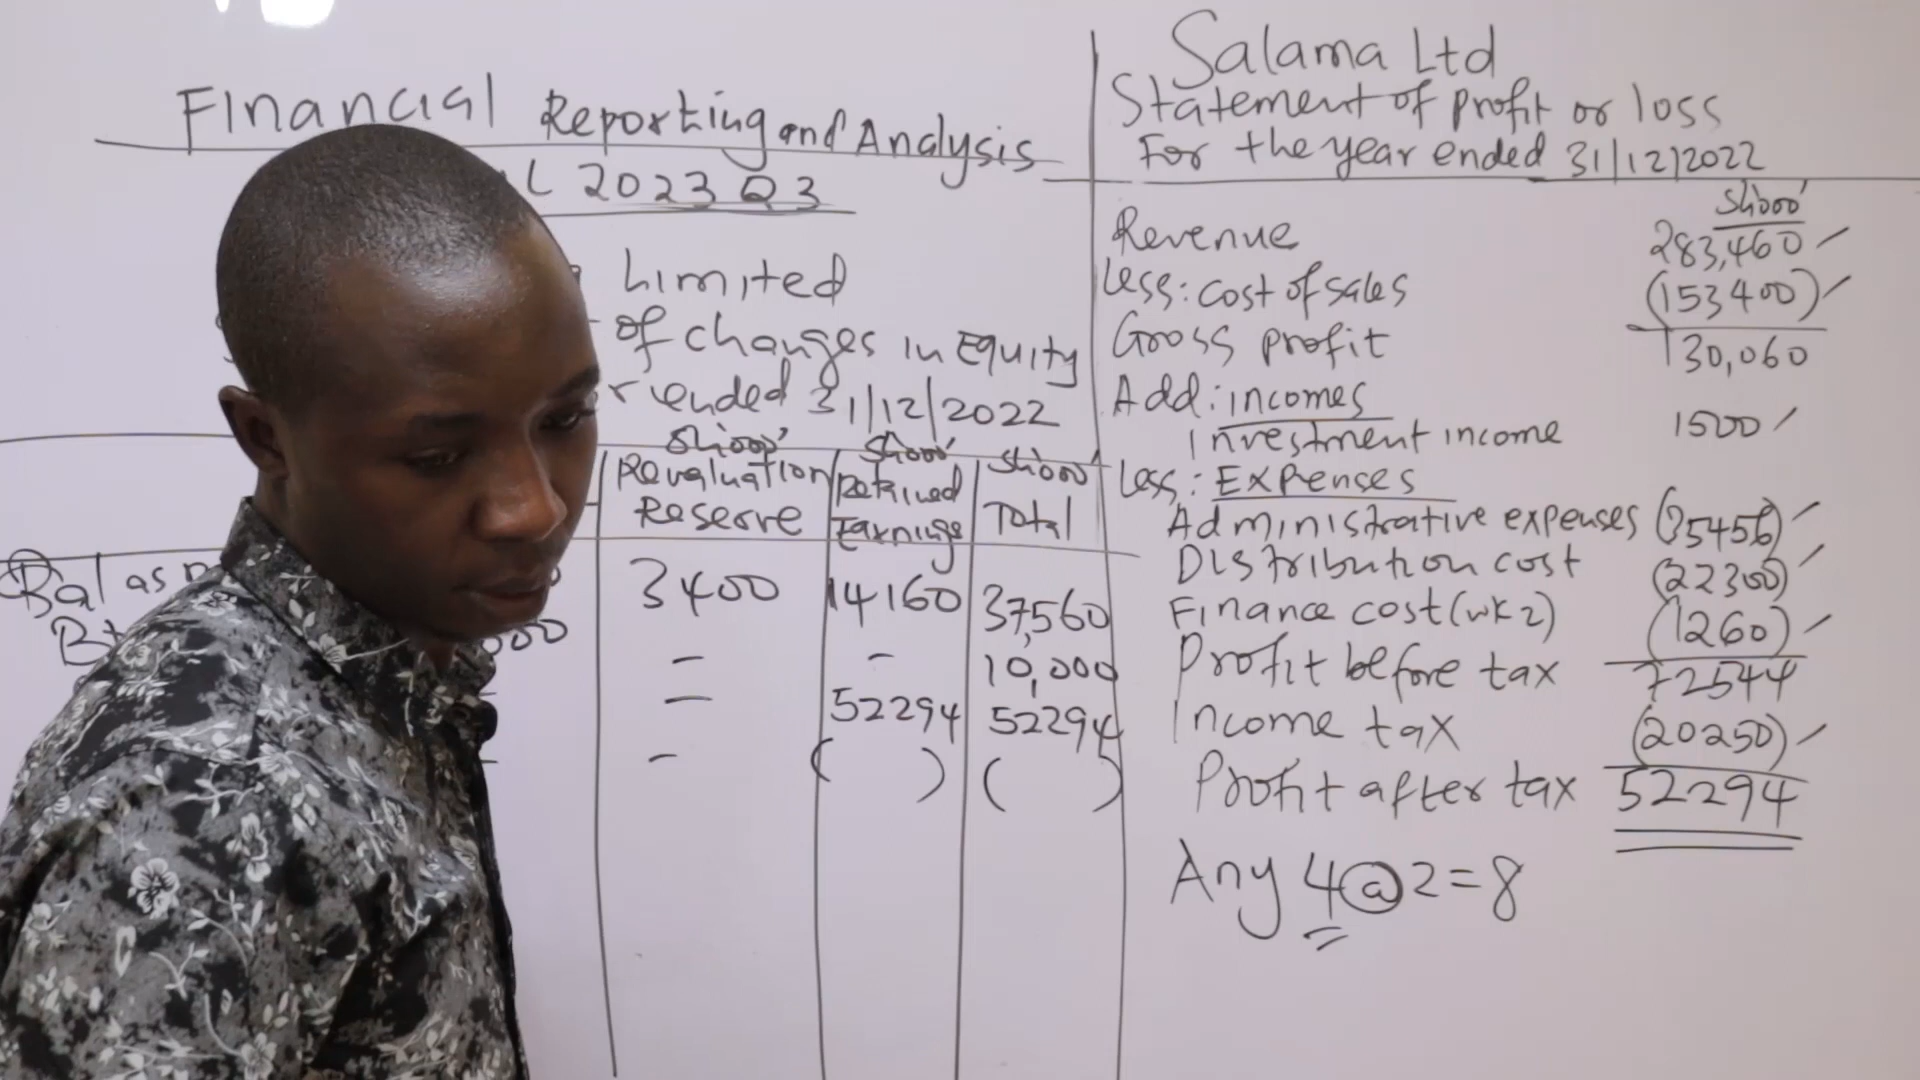 Financial Reporting and Analysis
L 2023 Q3
Limited
of changes in Equity
ended 31/12/2022
sh'000' sh'000' sh'000'
Revaluation Reserve Retained Earnings Total
Bal as 3400 14160 37,560
000 - - 10,000
- 52294 52294
- ( ) ( )
Salama Ltd
Statement of profit or loss
For the year ended 31/12/2022
sh'000'
Revenue 283,460
Less: cost of sales (153400)
Gross profit 130,060
Add: incomes
Investment income 1500
Less: Expenses
Administrative expenses (35456)
Distribution cost (22300)
Finance cost (wk2) (1260)
Profit before tax 72544
Income tax (20250)
Profit after tax 52294
Any 4@2=8